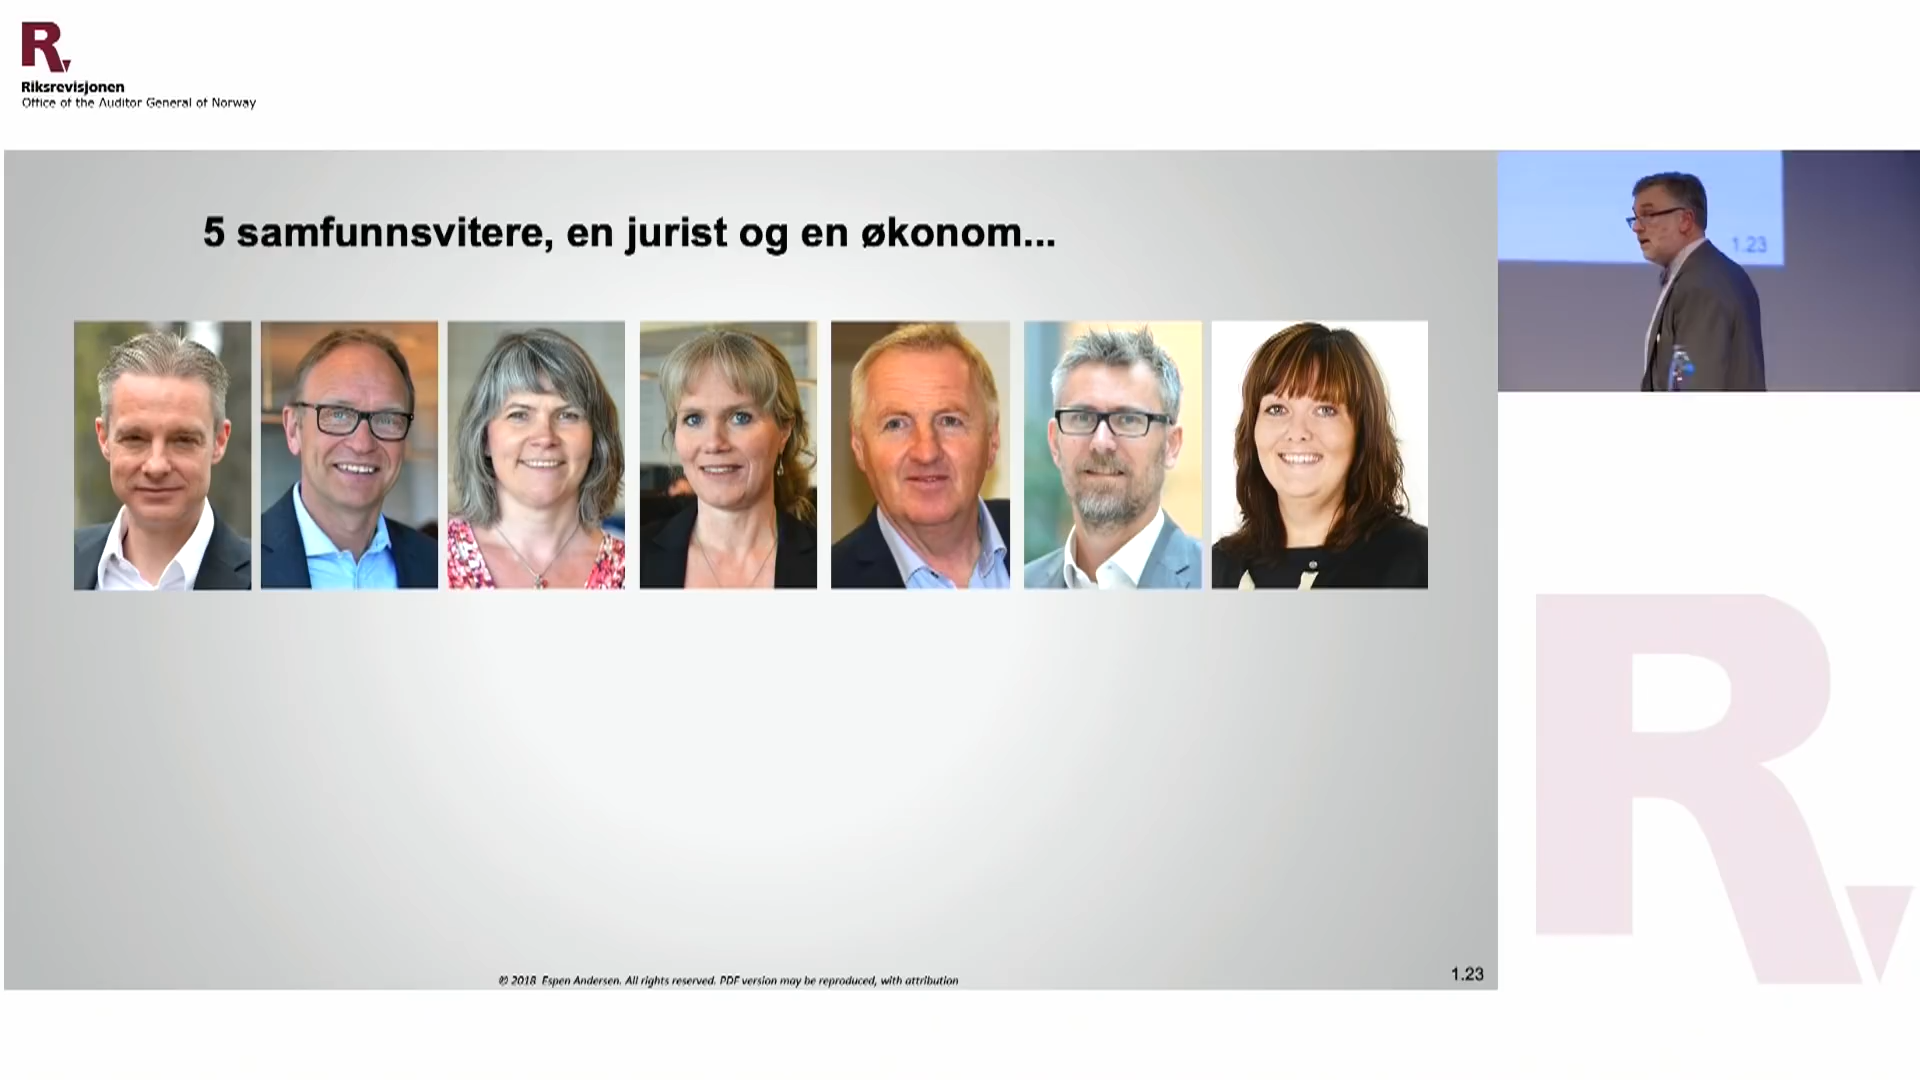 R
Riksrevisjonen
Office of the Auditor General of Norway
5 samfunnsvitere, en jurist og en økonom...
1.23
© 2018 Espen Andersen. All rights reserved. PDF version may be reproduced, with attribution
1.23
R